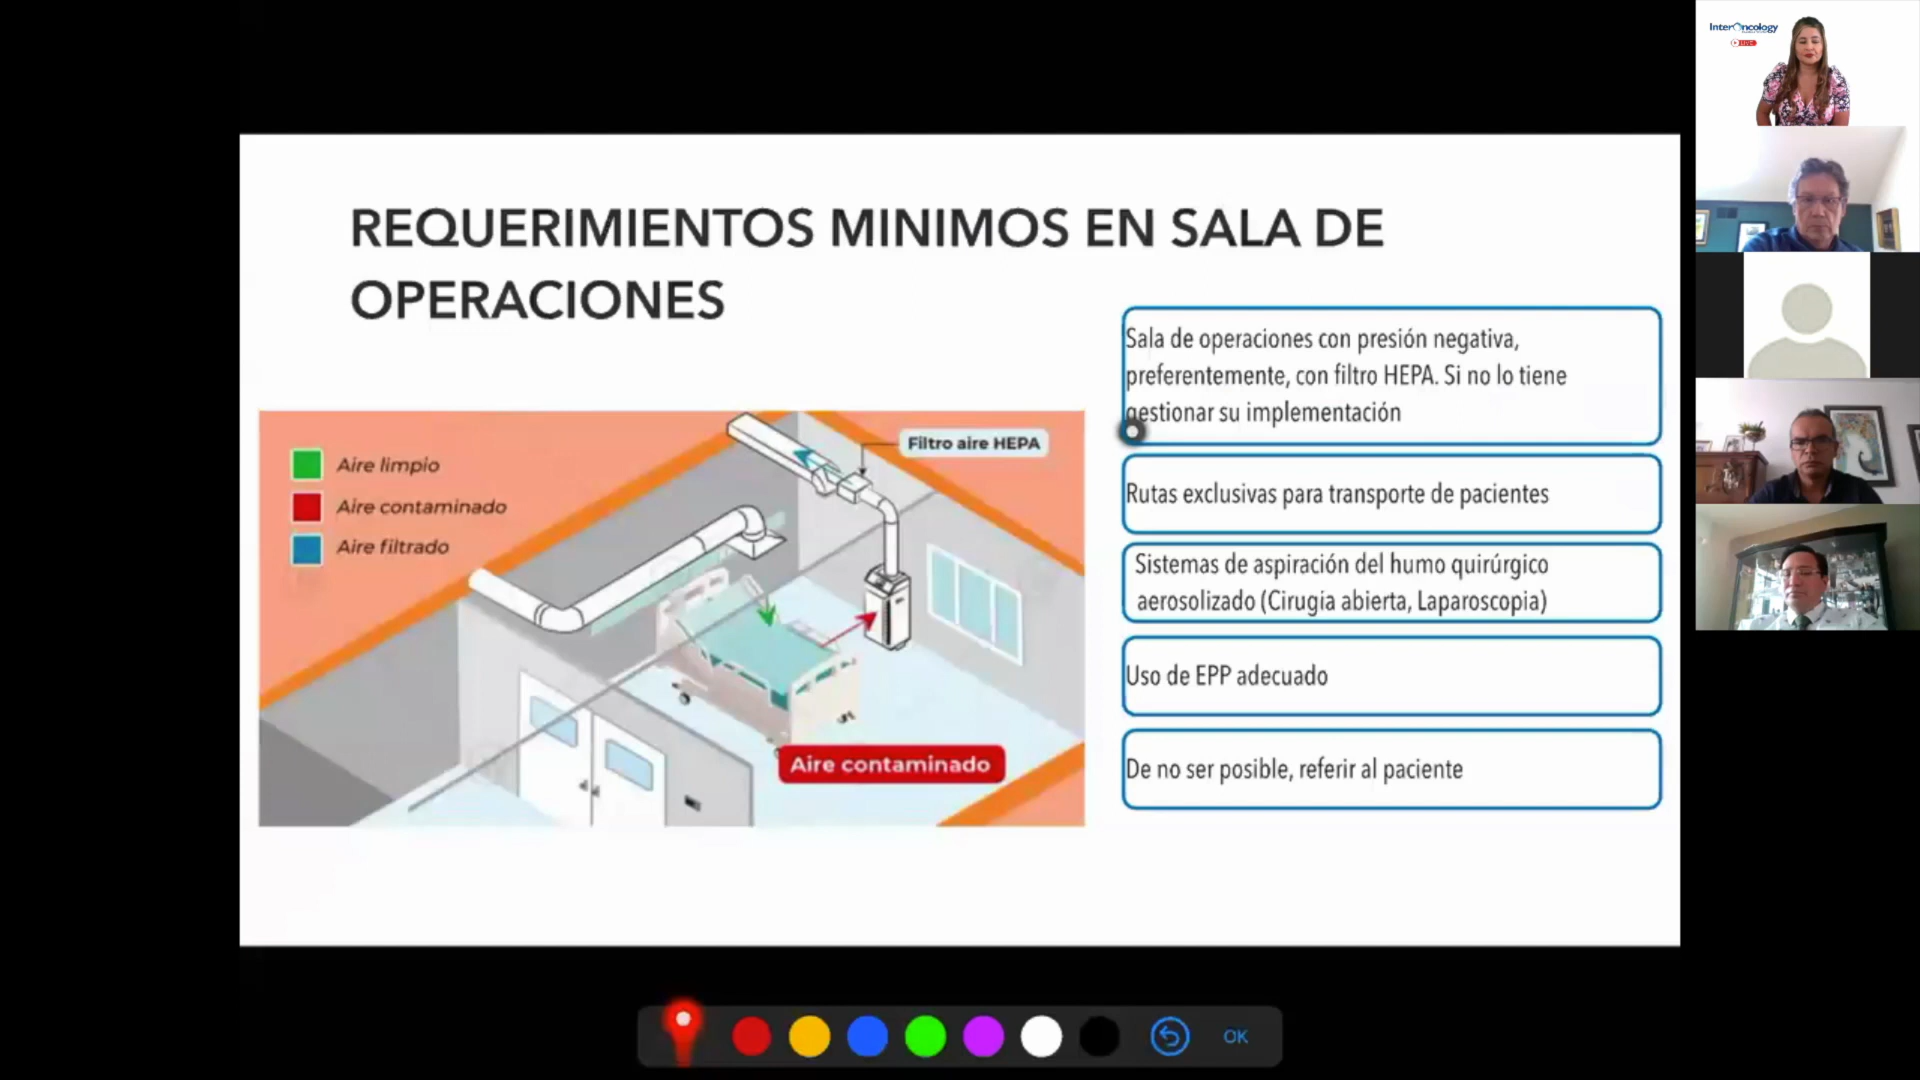 InterOncology
LIVE
REQUERIMIENTOS MINIMOS EN SALA DE
OPERACIONES
Aire limpio
Aire contaminado
Aire filtrado
Filtro aire HEPA
Aire contaminado
Sala de operaciones con presión negativa,
preferentemente, con filtro HEPA. Si no lo tiene
gestionar su implementación
Rutas exclusivas para transporte de pacientes
Sistemas de aspiración del humo quirúrgico
aerosolizado (Cirugía abierta, Laparoscopia)
Uso de EPP adecuado
De no ser posible, referir al paciente
OK